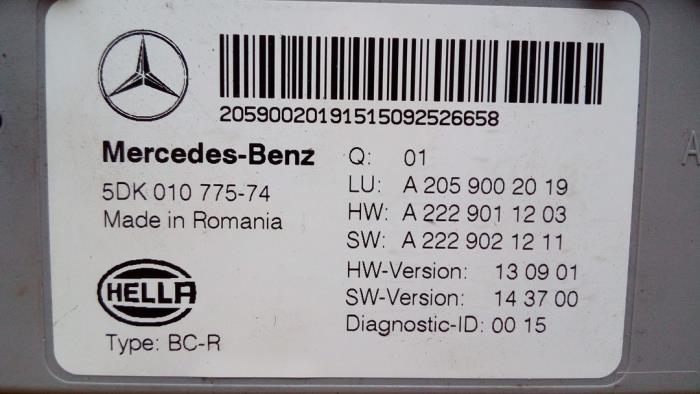 20590020191515092526658
Mercedes-Benz
5DK 010 775-74
Made in Romania
HELLA
Type: BC-R
Q: 01
LU: A 205 900 20 19
HW: A 222 901 12 03
SW: A 222 902 12 11
HW-Version: 13 09 01
SW-Version: 14 37 00
Diagnostic-ID: 00 15
A